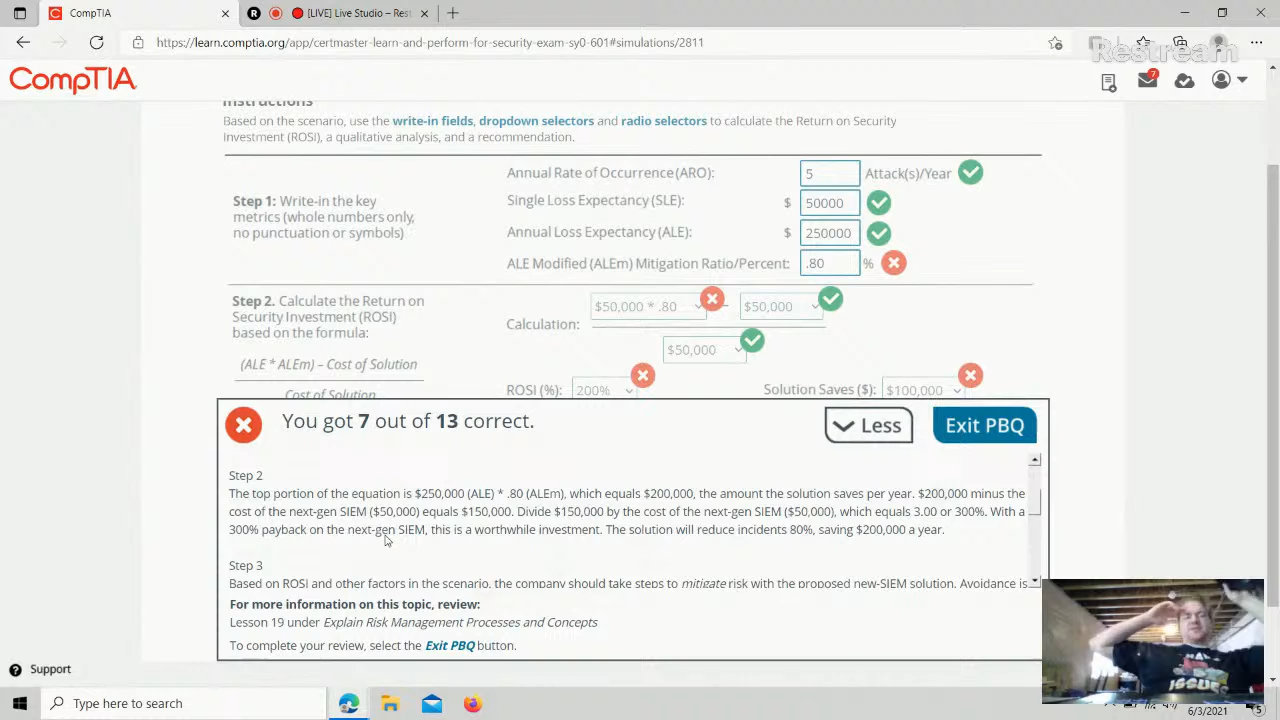 CompTIA
[LIVE] Live Studio – Rest
https://learn.comptia.org/app/certmaster-learn-and-perform-for-security-exam-sy0-601#simulations/2811
Restream
CompTIA
7
Instructions
Based on the scenario, use the write-in fields, dropdown selectors and radio selectors to calculate the Return on Security
Investment (ROSI), a qualitative analysis, and a recommendation.
Step 1: Write-in the key
metrics (whole numbers only,
no punctuation or symbols)
Annual Rate of Occurrence (ARO): 5 Attack(s)/Year
Single Loss Expectancy (SLE): $ 50000
Annual Loss Expectancy (ALE): $ 250000
ALE Modified (ALEm) Mitigation Ratio/Percent: .80 %
Step 2. Calculate the Return on
Security Investment (ROSI)
based on the formula:
(ALE * ALEm) – Cost of Solution
Cost of Solution
Calculation:
$50,000 * .80 – $50,000
$50,000
ROSI (%): 200% Solution Saves ($): $100,000
You got 7 out of 13 correct.
Less
Exit PBQ
Step 2
The top portion of the equation is $250,000 (ALE) * .80 (ALEm), which equals $200,000, the amount the solution saves per year. $200,000 minus the
cost of the next-gen SIEM ($50,000) equals $150,000. Divide $150,000 by the cost of the next-gen SIEM ($50,000), which equals 3.00 or 300%. With a
300% payback on the next-gen SIEM, this is a worthwhile investment. The solution will reduce incidents 80%, saving $200,000 a year.
Step 3
Based on ROSI and other factors in the scenario, the company should take steps to mitigate risk with the proposed new-SIEM solution. Avoidance is
For more information on this topic, review:
Lesson 19 under Explain Risk Management Processes and Concepts
To complete your review, select the Exit PBQ button.
ISSUES
Support
Type here to search
6/3/2021
5